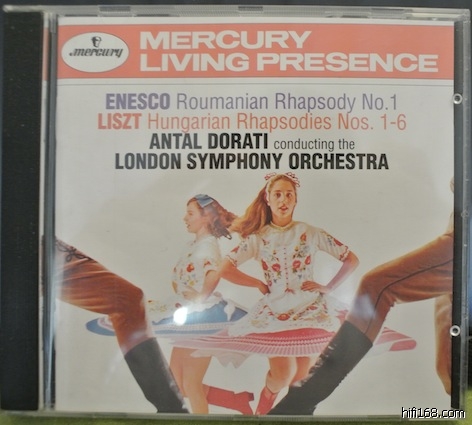 mercury
MERCURY
LIVING PRESENCE
ENESCO Roumanian Rhapsody No.1
LISZT Hungarian Rhapsodies Nos. 1-6
ANTAL DORATI conducting the
LONDON SYMPHONY ORCHESTRA
hifi168.com